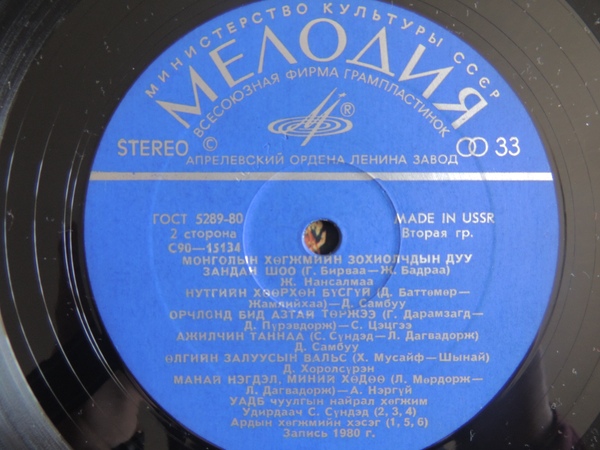 МИНИСТЕРСТВО КУЛЬТУРЫ СССР
МЕЛОДИЯ
ВСЕСОЮЗНАЯ ФИРМА ГРАМПЛАСТИНОК
®
STEREO © 33
АПРЕЛЕВСКИЙ ОРДЕНА ЛЕНИНА ЗАВОД
ГОСТ 5289-80 MADE IN USSR
2 сторона Вторая гр.
С90—15134
МОНГОЛЫН ХӨГЖМИЙН ЗОХИОЛЧДЫН ДУУ
ЗАНДАН ШОО (Г. Бирваа—Ж. Бадраа)
Ж. Нансалмаа
НУТГИЙН ХӨӨРХӨН БҮСГҮЙ (Д. Баттөмөр—
Жамлийхаа)—Д. Самбуу
ОРЧЛОНД БИД АЗТАЙ ТӨРЖЭЭ (Г. Дарамзагд—
Д. Пүрэвдорж)—С. Цэцгээ
АЖИЛЧИН ТАННАА (С. Сүндэд—Л. Дагвадорж)
Д. Самбуу
ӨЛГИЙН ЗАЛУУСЫН ВАЛЬС (Х. Мусайф—Шынай)
Д. Хоролсүрэн
МАНАЙ НЭГДЭЛ, МИНИЙ ХӨДӨӨ (Л. Мөрдорж—
Л. Дагвадорж)—А. Нэргүй
УАДБ чуулгын найрал хөгжим
Удирдаач С. Сүндэд (2, 3, 4)
Ардын хөгжмийн хэсэг (1, 5, 6)
Запись 1980 г.